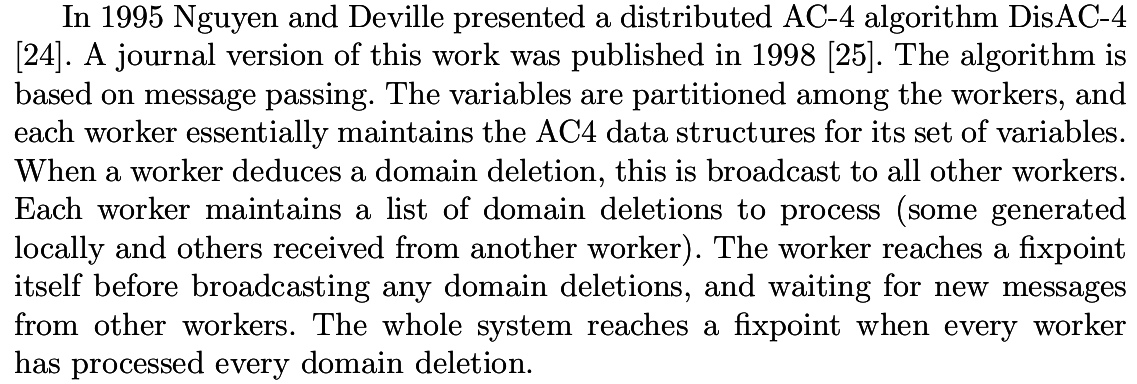 In 1995 Nguyen and Deville presented a distributed AC-4 algorithm DisAC-4
[24]. A journal version of this work was published in 1998 [25]. The algorithm is
based on message passing. The variables are partitioned among the workers, and
each worker essentially maintains the AC4 data structures for its set of variables.
When a worker deduces a domain deletion, this is broadcast to all other workers.
Each worker maintains a list of domain deletions to process (some generated
locally and others received from another worker). The worker reaches a fixpoint
itself before broadcasting any domain deletions, and waiting for new messages
from other workers. The whole system reaches a fixpoint when every worker
has processed every domain deletion.